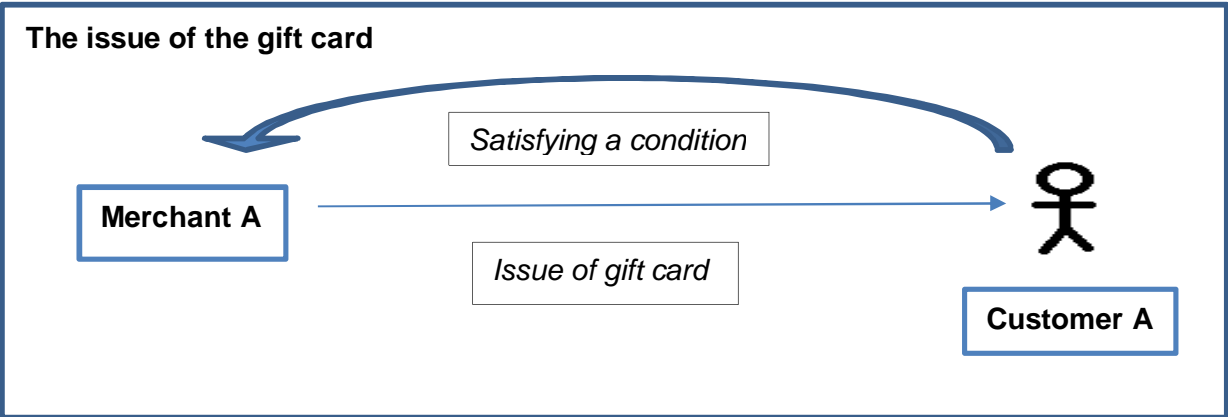 The issue of the gift card
Satisfying a condition
Merchant A
Issue of gift card
Customer A